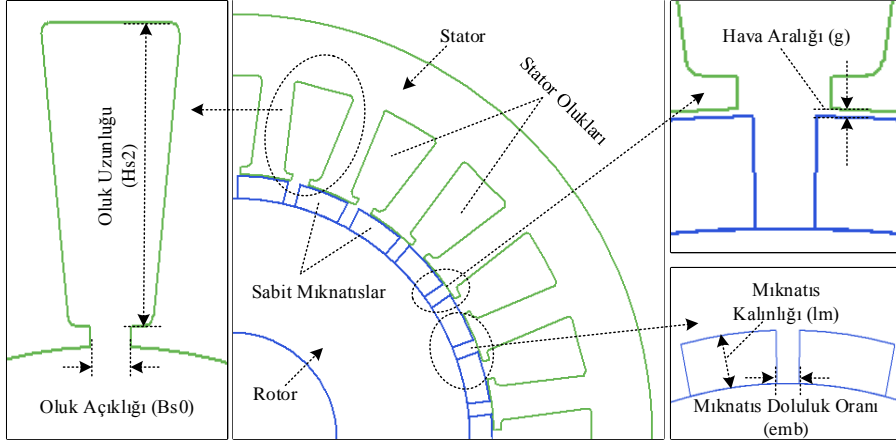 Oluk Uzunluğu
(Hs2)
Oluk Açıklığı (Bs0)
Stator
Stator Olukları
Sabit Mıknatıslar
Rotor
Hava Aralığı (g)
Mıknatıs
Kalınlığı (lm)
Mıknatıs Doluluk Oranı
(emb)